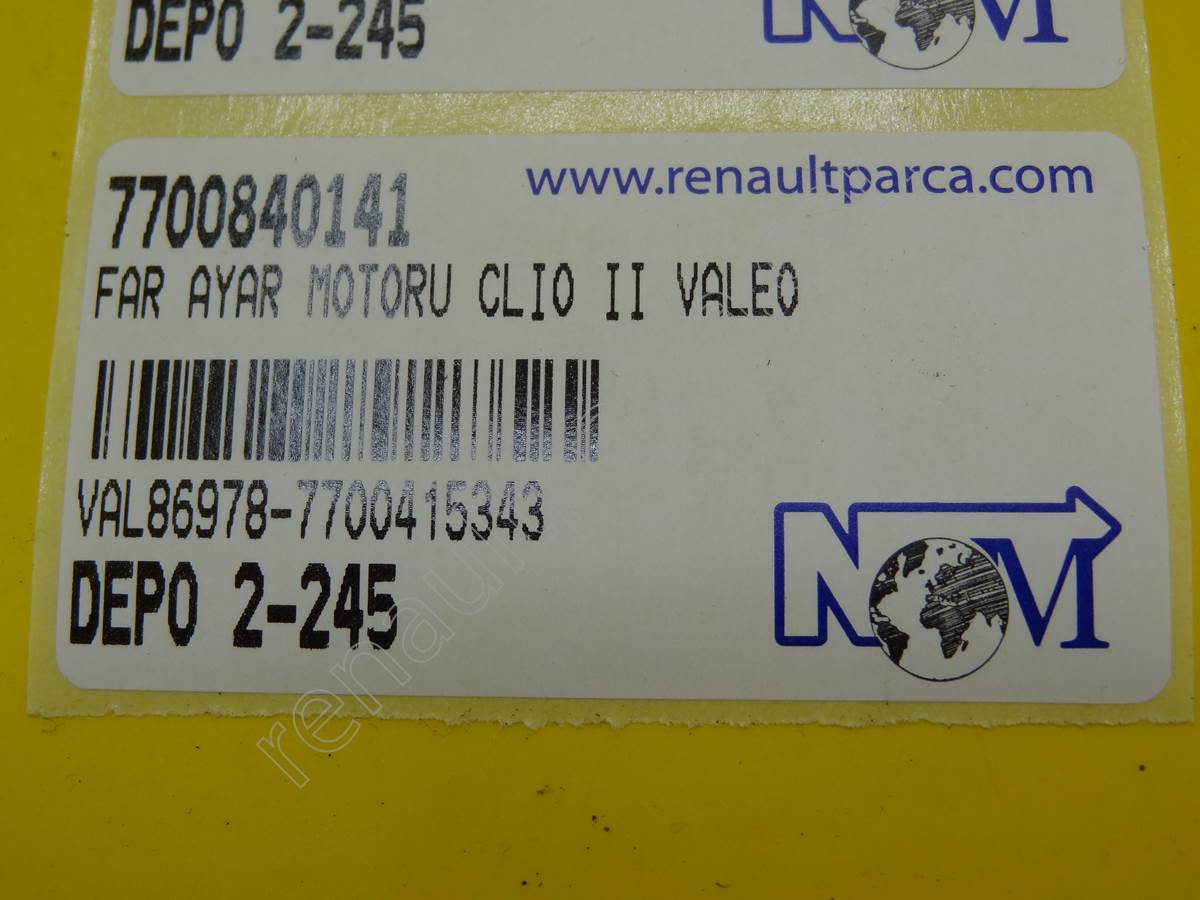 DEPO 2-245
NOM
www.renaultparca.com
7700840141
FAR AYAR MOTORU CLIO II VALEO
VAL86978-7700415343
DEPO 2-245
NOM